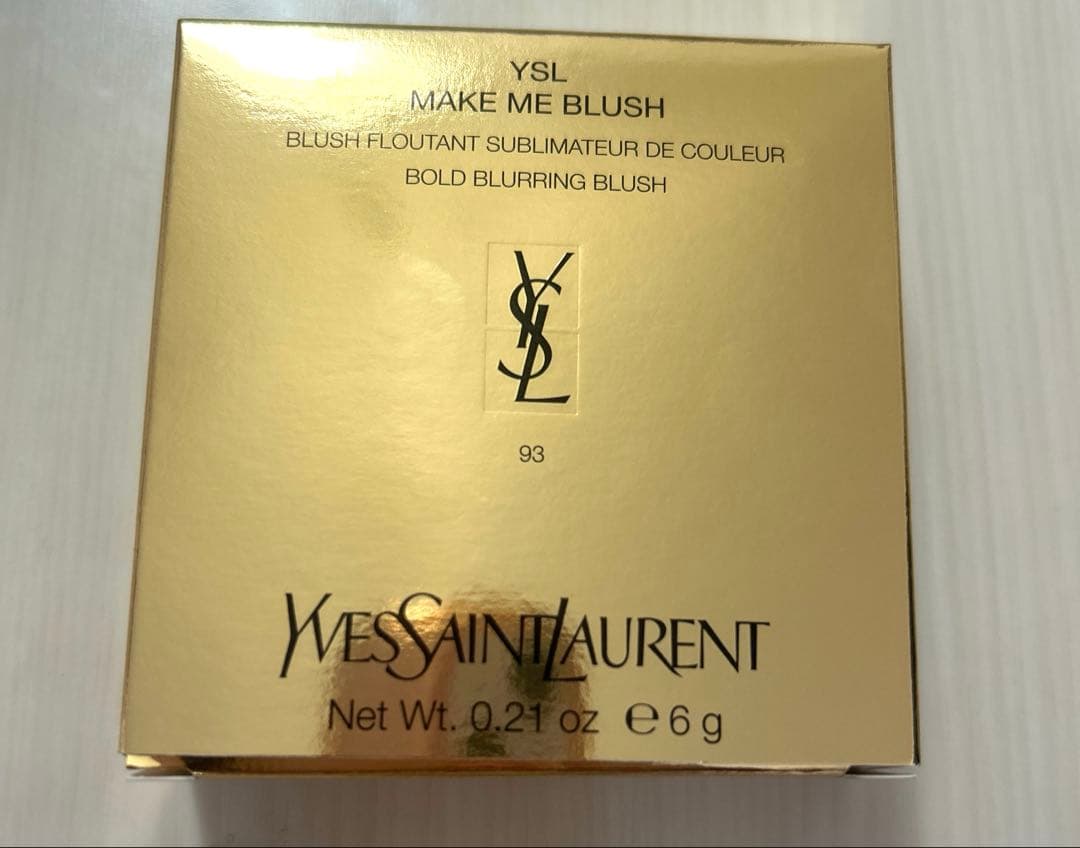 YSL
MAKE ME BLUSH
BLUSH FLOUTANT SUBLIMATEUR DE COULEUR
BOLD BLURRING BLUSH
YSL
93
YVESSAINTLAURENT
Net Wt. 0.21 oz ℮ 6 g